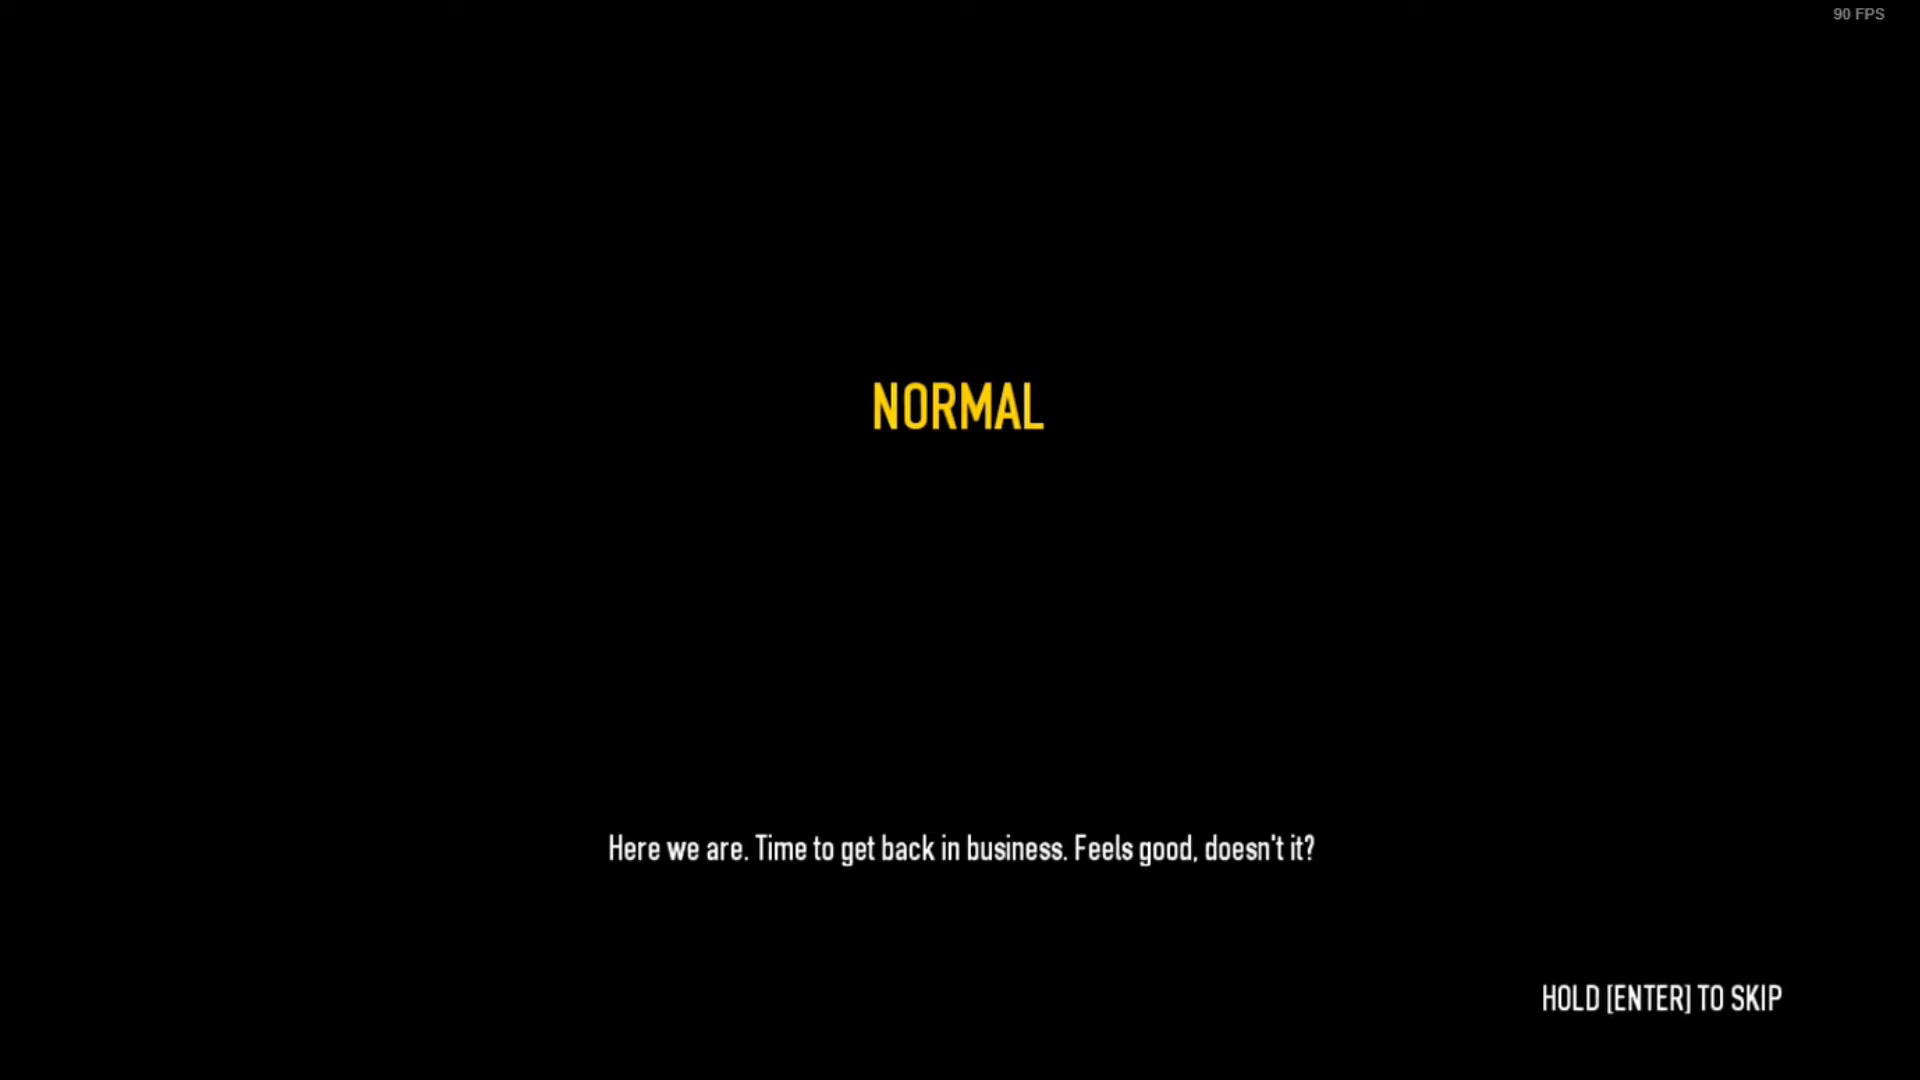 90 FPS
NORMAL
Here we are. Time to get back in business. Feels good, doesn't it?
HOLD [ENTER] TO SKIP